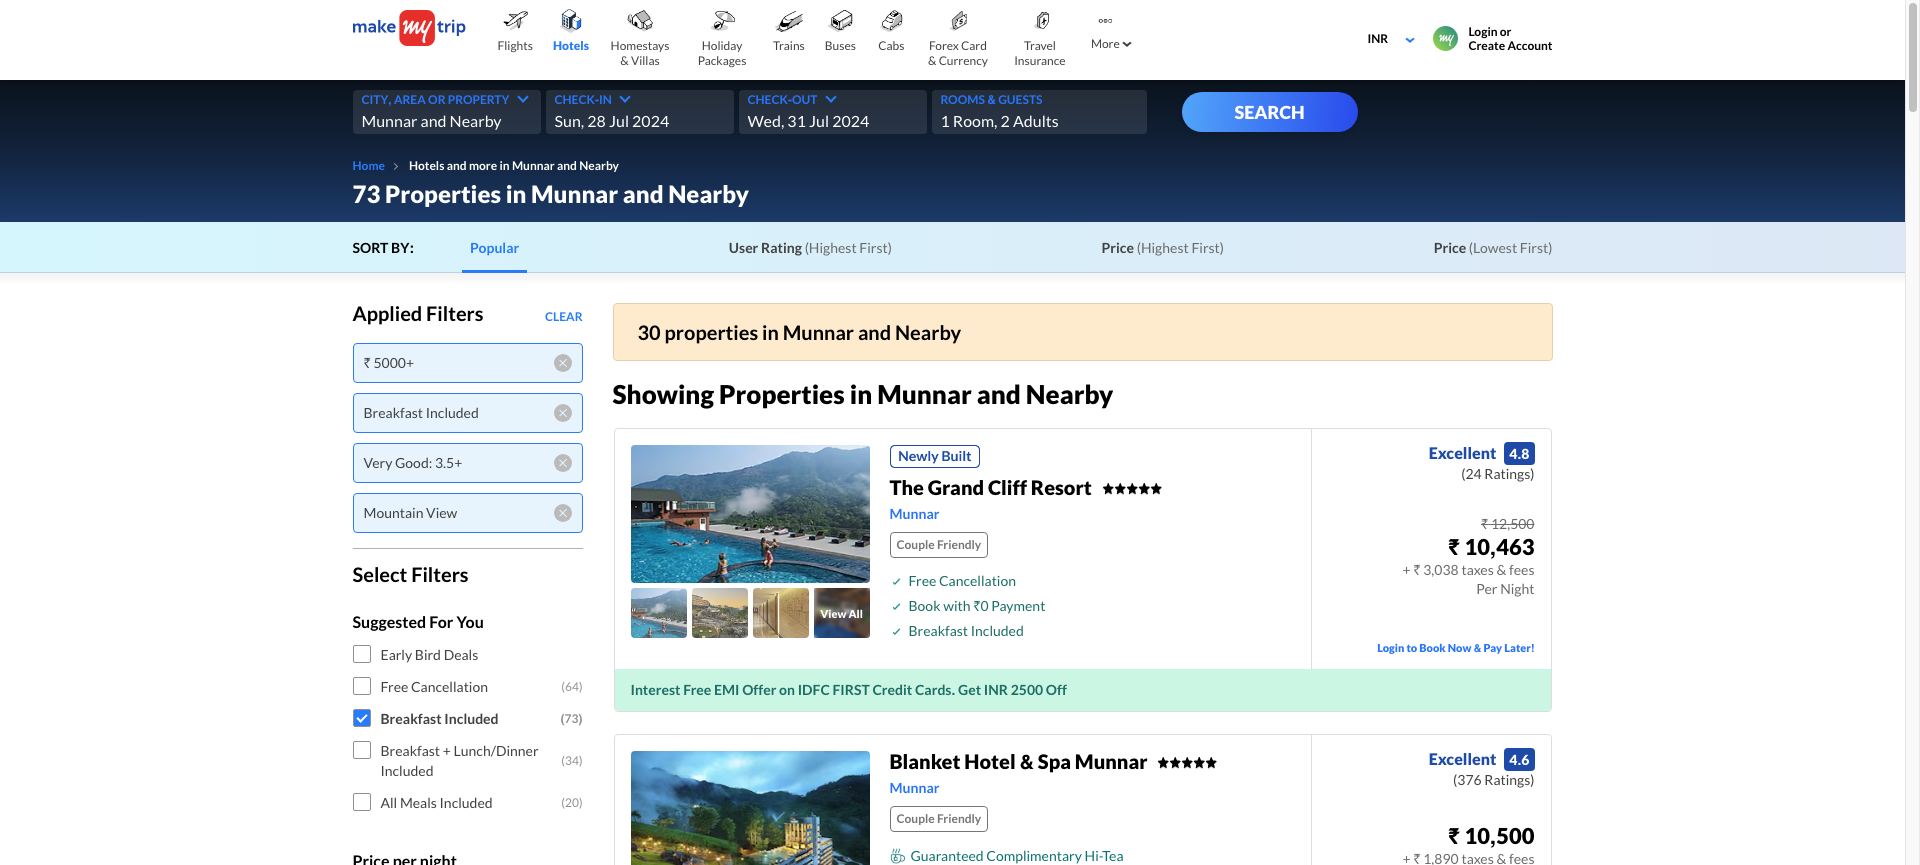 make my trip
Flights
Hotels
Homestays
& Villas
Holiday
Packages
Trains
Buses
Cabs
Forex Card
& Currency
Travel
Insurance
More
INR
my
Login or
Create Account
CITY, AREA OR PROPERTY
Munnar and Nearby
CHECK-IN
Sun, 28 Jul 2024
CHECK-OUT
Wed, 31 Jul 2024
ROOMS & GUESTS
1 Room, 2 Adults
SEARCH
Home > Hotels and more in Munnar and Nearby
73 Properties in Munnar and Nearby
SORT BY:
Popular
User Rating (Highest First)
Price (Highest First)
Price (Lowest First)
Applied Filters
CLEAR
₹ 5000+
Breakfast Included
Very Good: 3.5+
Mountain View
Select Filters
Suggested For You
Early Bird Deals
Free Cancellation (64)
Breakfast Included (73)
Breakfast + Lunch/Dinner
Included (34)
All Meals Included (20)
Price per night
30 properties in Munnar and Nearby
Showing Properties in Munnar and Nearby
View All
Newly Built
The Grand Cliff Resort
Munnar
Couple Friendly
Free Cancellation
Book with ₹0 Payment
Breakfast Included
Excellent 4.8
(24 Ratings)
₹ 12,500
₹ 10,463
+ ₹ 3,038 taxes & fees
Per Night
Login to Book Now & Pay Later!
Interest Free EMI Offer on IDFC FIRST Credit Cards. Get INR 2500 Off
Blanket Hotel & Spa Munnar
Munnar
Couple Friendly
Guaranteed Complimentary Hi-Tea
Excellent 4.6
(376 Ratings)
₹ 10,500
+ ₹ 1,890 taxes & fees